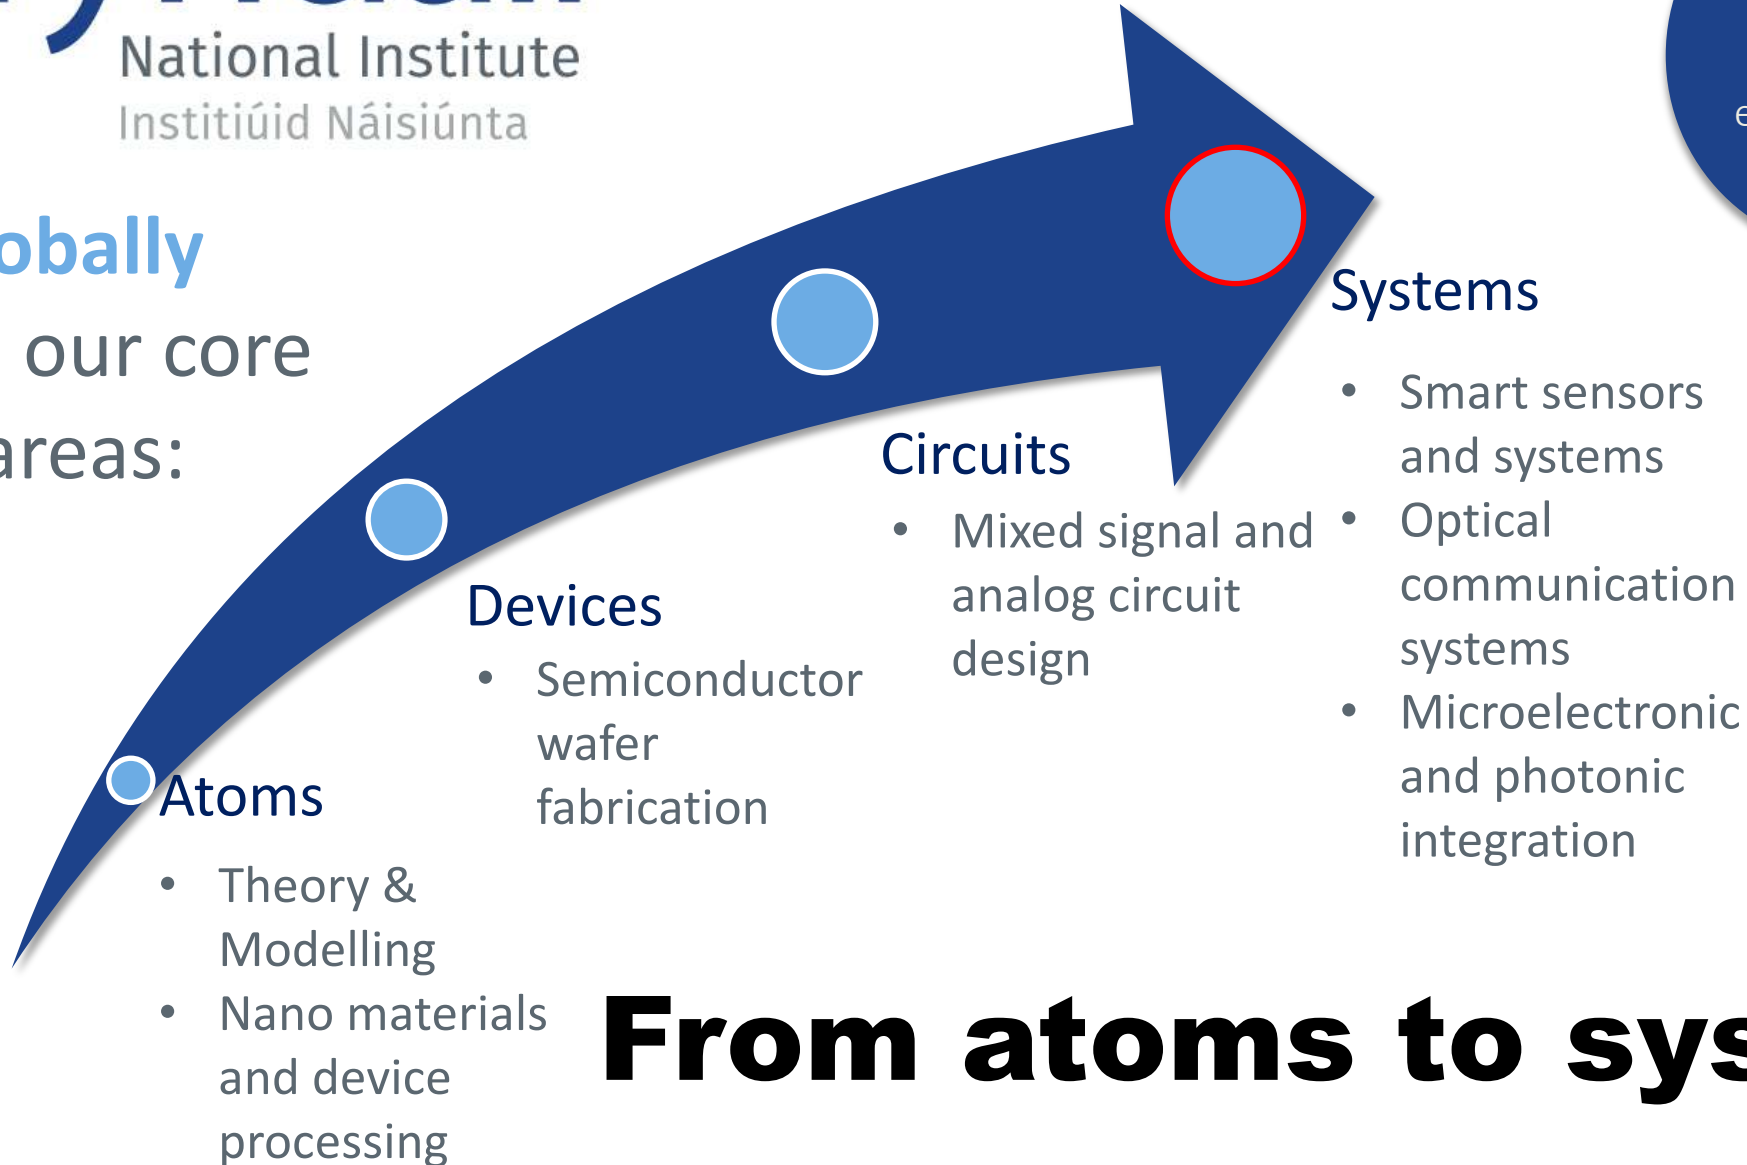 National Institute
Institiúid Náisiúnta
obally
our core
areas:
Systems
• Smart sensors
and systems
• Optical
communication
systems
• Microelectronic
and photonic
integration
Circuits
• Mixed signal and
analog circuit
design
Devices
• Semiconductor
wafer
fabrication
Atoms
• Theory &
Modelling
• Nano materials
and device
processing
From atoms to sys